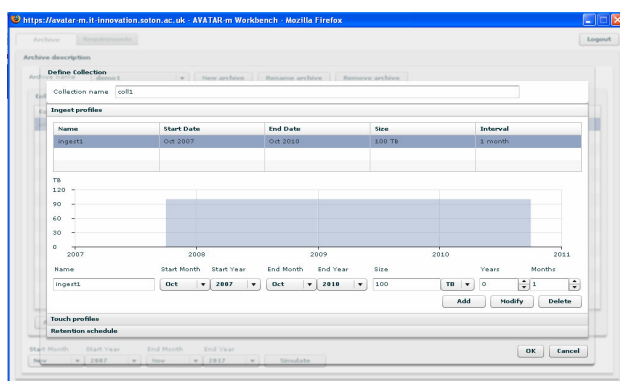 https://avatar-m.it-innovation.soton.ac.uk - AVATAR-m Workbench - Mozilla Firefox
Archive Requirements Logout
Archive description
Archive name demo1 New archive Rename archive Remove archive
Define Collection
Collection name coll1
Ingest profiles
Name Start Date End Date Size Interval
ingest1 Oct 2007 Oct 2010 100 TB 1 month
TB
120
90
60
30
0
2007 2008 2009 2010 2011
Name Start Month Start Year End Month End Year Size Years Months
ingest1 Oct 2007 Oct 2010 100 TB 0 1
Add Modify Delete
Touch profiles
Retention schedule
OK Cancel
Start Month Start Year End Month End Year
Nov 2007 Nov 2017 Simulate